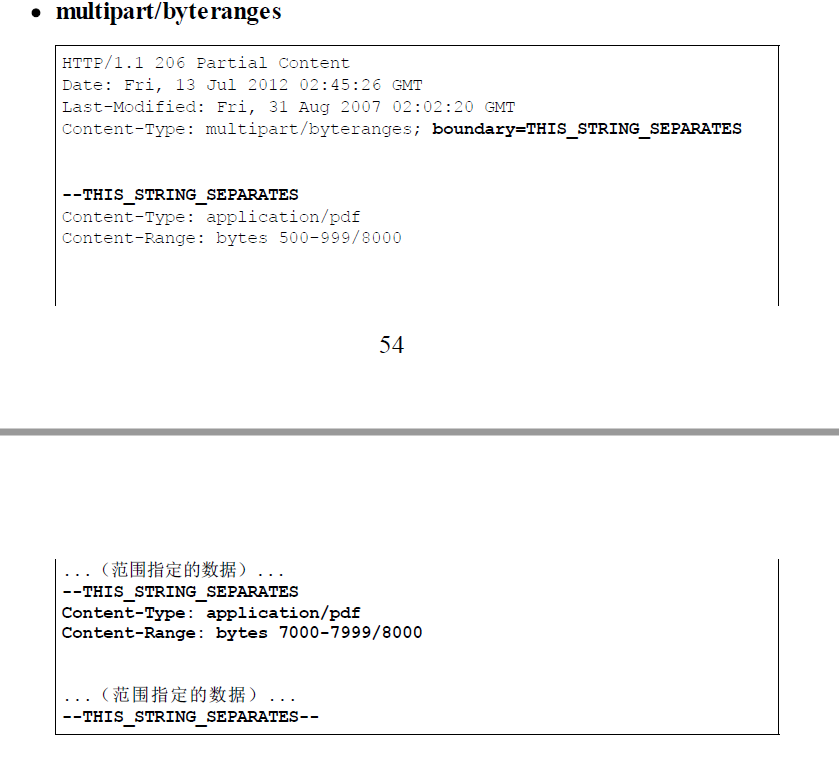 • multipart/byteranges
HTTP/1.1 206 Partial Content
Date: Fri, 13 Jul 2012 02:45:26 GMT
Last-Modified: Fri, 31 Aug 2007 02:02:20 GMT
Content-Type: multipart/byteranges; boundary=THIS_STRING_SEPARATES
--THIS_STRING_SEPARATES
Content-Type: application/pdf
Content-Range: bytes 500-999/8000
54
...（范围指定的数据）...
--THIS_STRING_SEPARATES
Content-Type: application/pdf
Content-Range: bytes 7000-7999/8000
...（范围指定的数据）...
--THIS_STRING_SEPARATES--